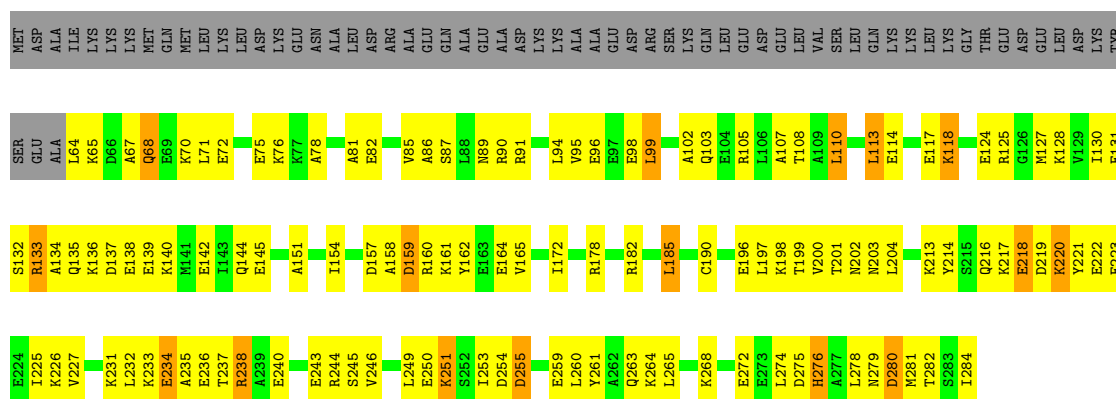 MET ASP ALA ILE LYS LYS LYS MET GLN MET LEU LYS LEU ASP LYS GLU ASN ALA LEU ASP ARG ALA GLU GLN ALA GLU ALA ASP LYS LYS ALA ALA GLU ASP ARG SER LYS GLN LEU GLU ASP GLU LEU VAL SER LEU GLN LYS LYS LEU LYS GLY THR GLU ASP GLU LEU ASP LYS TYR
SER GLU ALA L64 K65 D66 A67 Q68 E69 K70 L71 E72 E75 K76 K77 A78 A81 E82 V85 A86 S87 L88 N89 R90 R91 L94 V95 E96 E97 E98 L99 A102 Q103 E104 R105 L106 A107 T108 A109 L110 L113 E114 E117 K118 E124 R125 G126 M127 K128 V129 I130 E131
S132 R133 A134 Q135 K136 D137 E138 E139 K140 M141 E142 I143 Q144 E145 A151 I154 D157 A158 D159 R160 K161 Y162 E163 E164 V165 I172 R178 R182 L185 C190 E196 L197 K198 T199 V200 T201 N202 N203 L204 K213 Y214 S215 Q216 K217 E218 D219 K220 Y221 E222 E223
E224 I225 K226 V227 K231 L232 K233 E234 A235 E236 T237 R238 A239 E240 E243 R244 S245 V246 L249 E250 K251 S252 I253 D254 D255 E259 L260 Y261 A262 Q263 K264 L265 K268 E272 E273 L274 D275 H276 A277 L278 N279 D280 M281 T282 S283 I284